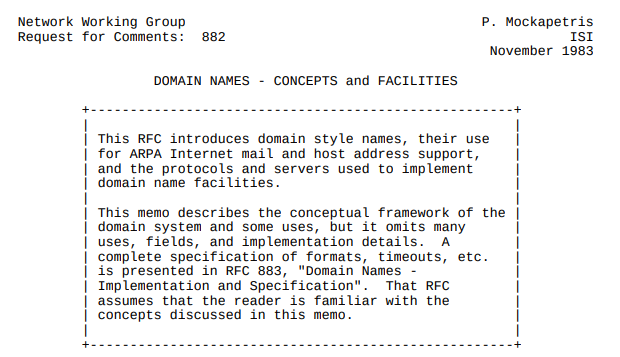 Network Working Group                                   P. Mockapetris
Request for Comments:  882                                         ISI
                                                         November 1983
DOMAIN NAMES - CONCEPTS and FACILITIES
+-----------------------------------------------------+
This RFC introduces domain style names, their use
for ARPA Internet mail and host address support,
and the protocols and servers used to implement
domain name facilities.
This memo describes the conceptual framework of the
domain system and some uses, but it omits many
uses, fields, and implementation details.  A
complete specification of formats, timeouts, etc.
is presented in RFC 883, "Domain Names -
Implementation and Specification".  That RFC
assumes that the reader is familiar with the
concepts discussed in this memo.
+-----------------------------------------------------+